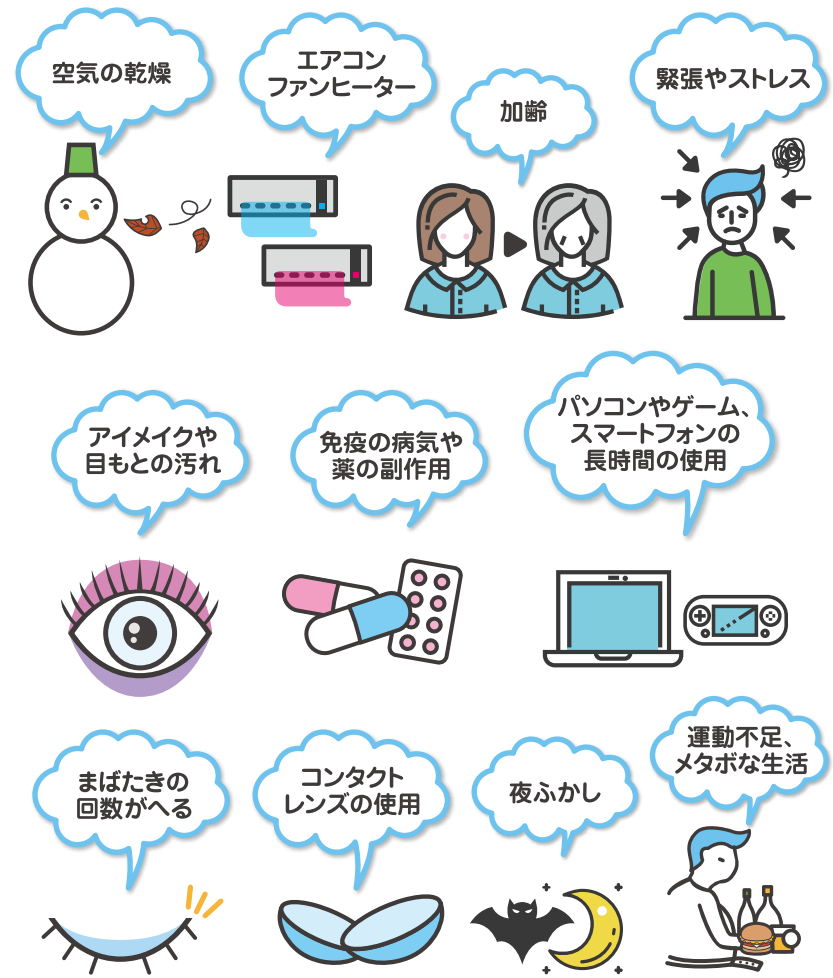 空気の乾燥
エアコン
ファンヒーター
加齢
緊張やストレス
アイメイクや
目もとの汚れ
免疫の病気や
薬の副作用
パソコンやゲーム、
スマートフォンの
長時間の使用
まばたきの
回数がへる
コンタクト
レンズの使用
夜ふかし
運動不足、
メタボな生活